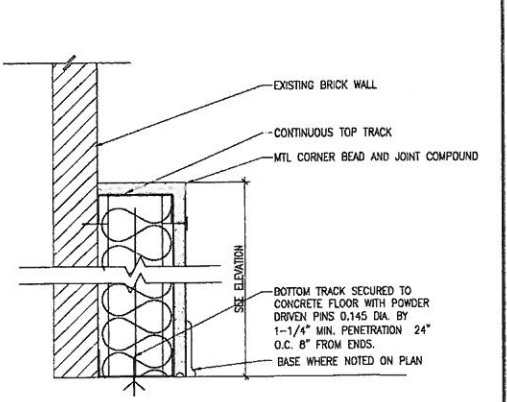 EXISTING BRICK WALL
CONTINUOUS TOP TRACK
MTL CORNER BEAD AND JOINT COMPOUND
SEE ELEVATION
BOTTOM TRACK SECURED TO
CONCRETE FLOOR WITH POWDER
DRIVEN PINS 0.145 DIA. BY
1-1/4" MIN. PENETRATION 24"
O.C. 8" FROM ENDS.
BASE WHERE NOTED ON PLAN